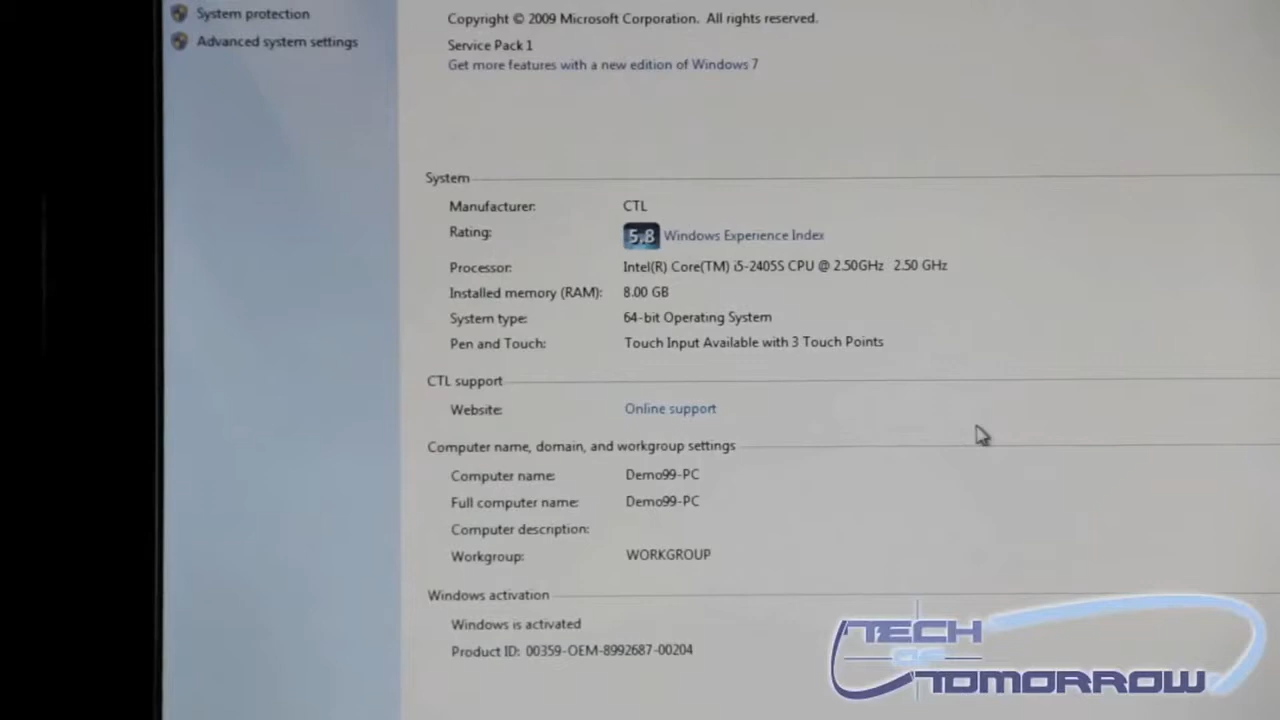 System protection
Advanced system settings
Copyright © 2009 Microsoft Corporation. All rights reserved.
Service Pack 1
Get more features with a new edition of Windows 7
System
Manufacturer: CTL
Rating: 5.8 Windows Experience Index
Processor: Intel(R) Core(TM) i5-2405S CPU @ 2.50GHz 2.50 GHz
Installed memory (RAM): 8.00 GB
System type: 64-bit Operating System
Pen and Touch: Touch Input Available with 3 Touch Points
CTL support
Website: Online support
Computer name, domain, and workgroup settings
Computer name: Demo99-PC
Full computer name: Demo99-PC
Computer description:
Workgroup: WORKGROUP
Windows activation
Windows is activated
Product ID: 00359-OEM-8992687-00204
TECH
OF
TOMORROW